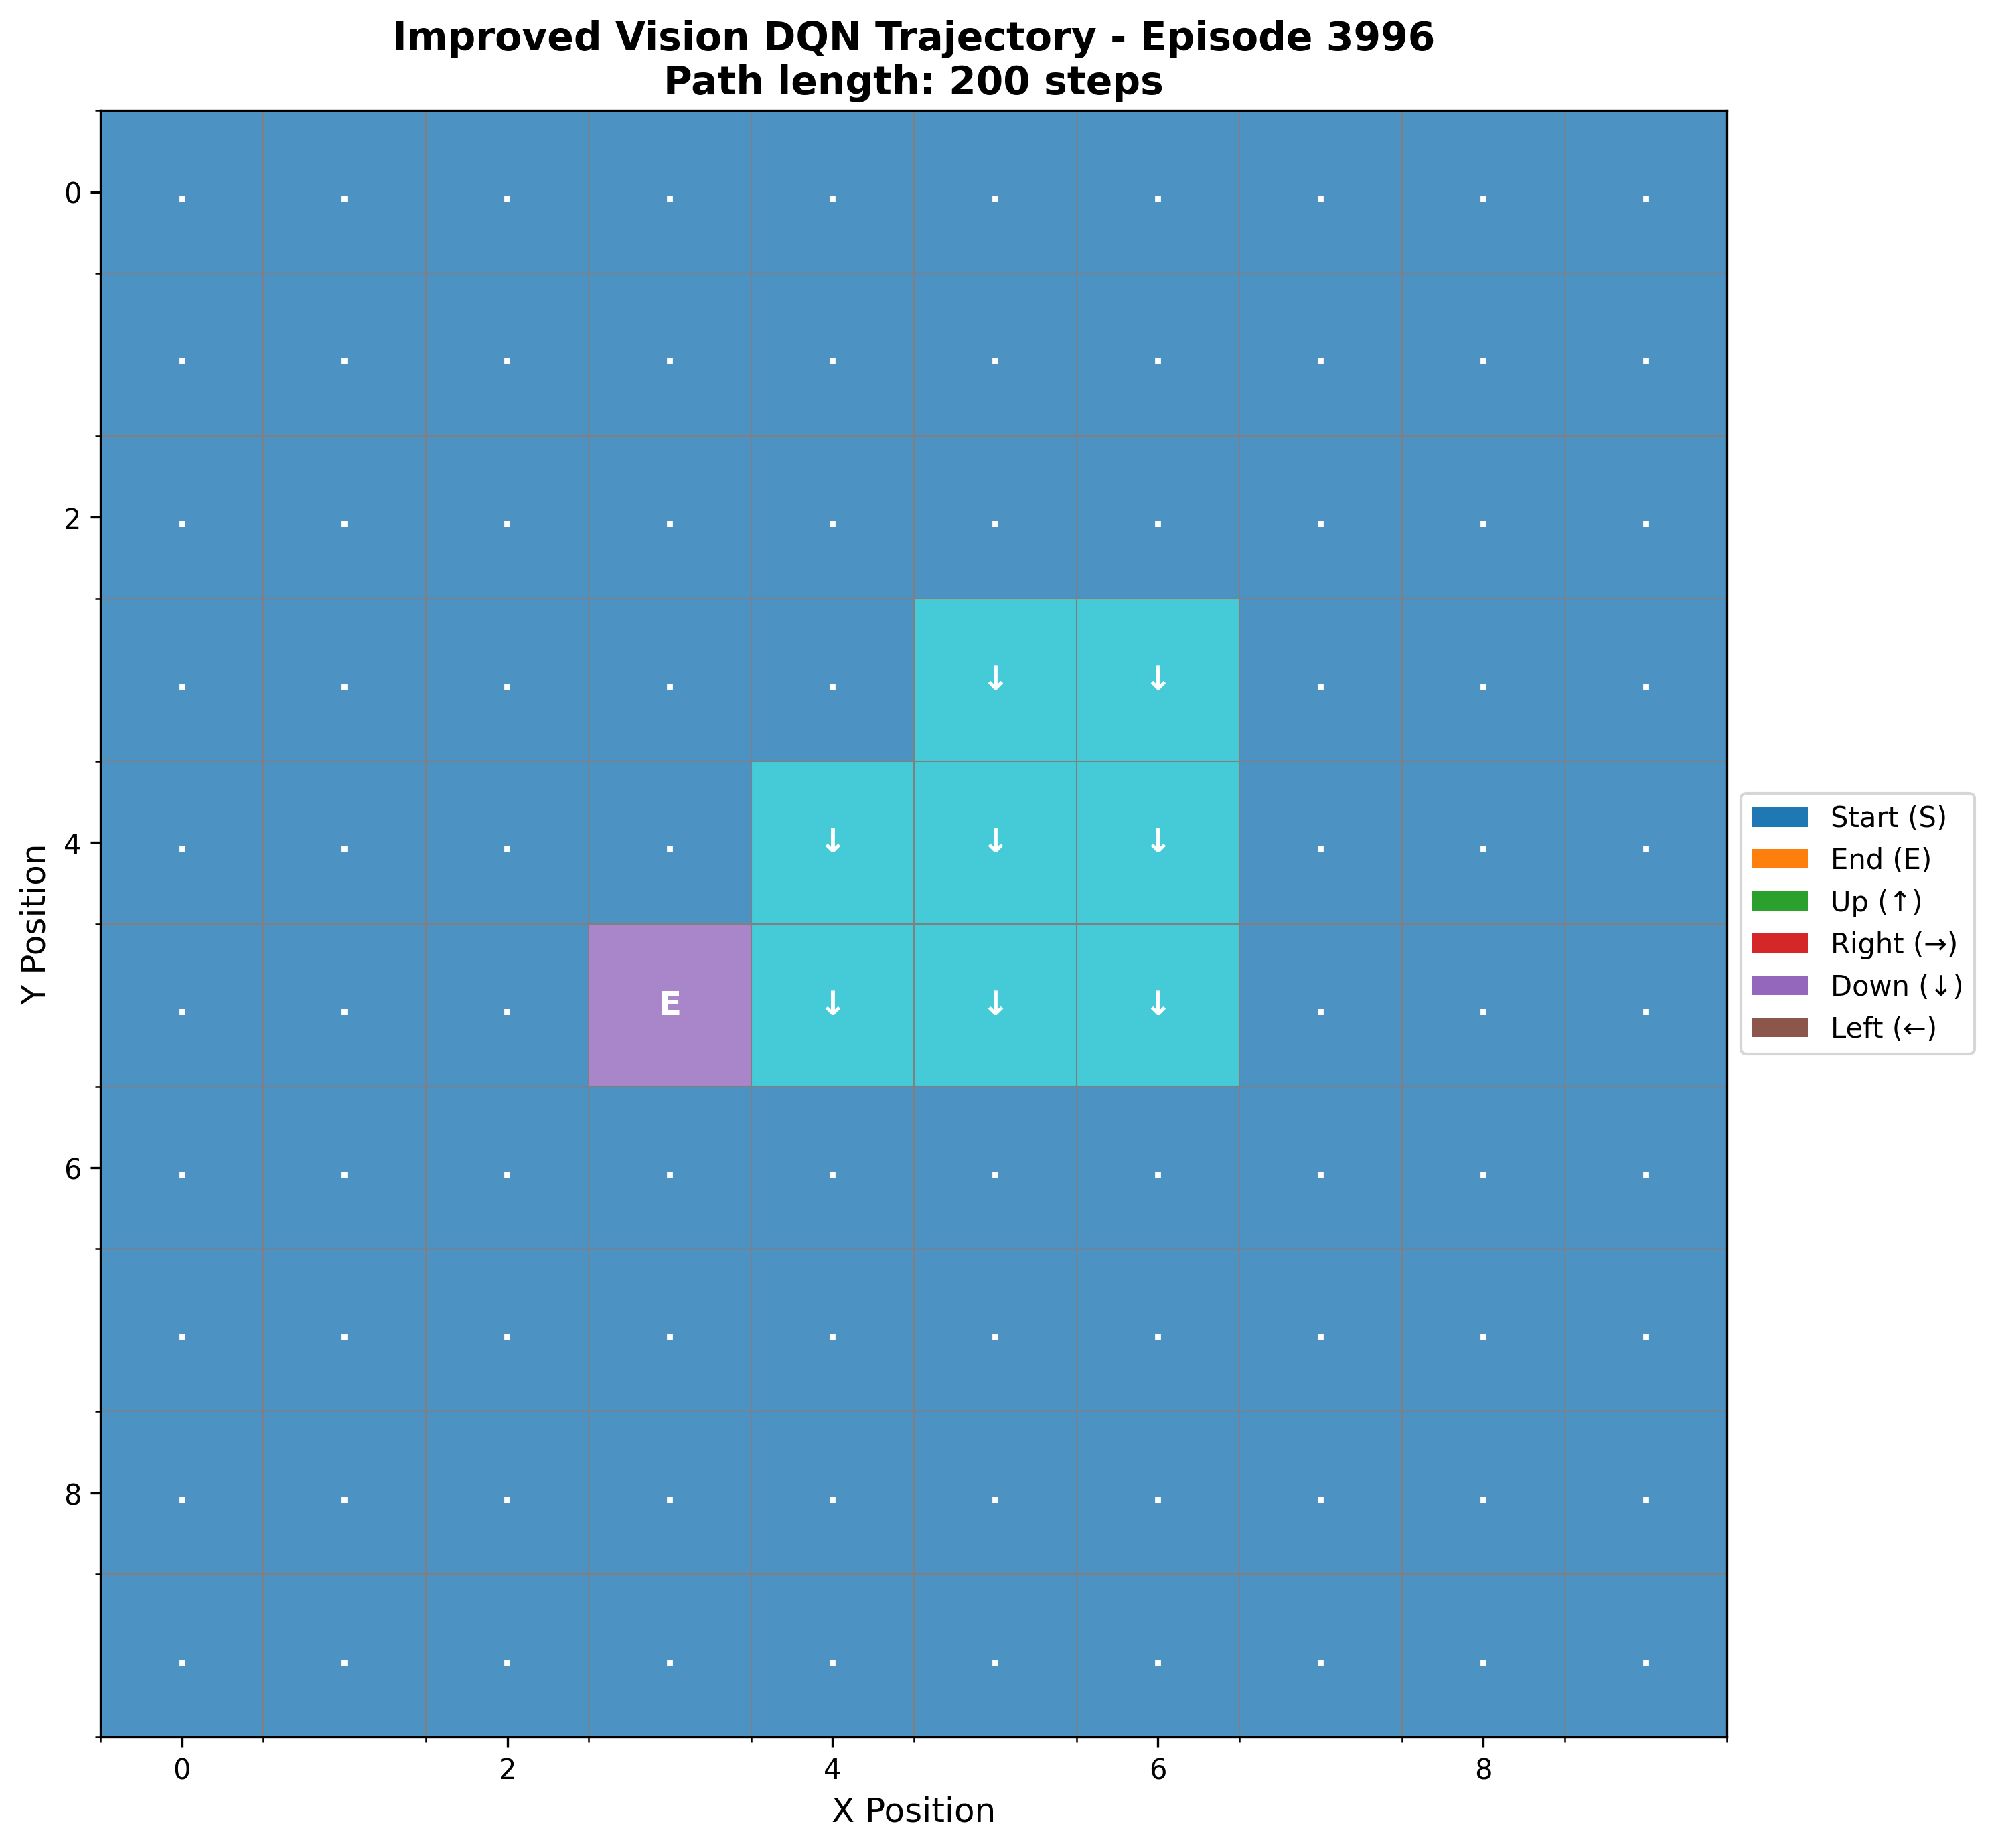 Improved Vision DQN Trajectory - Episode 3996
Path length: 200 steps
0
2
↓ ↓
4
↓ ↓ ↓
E ↓ ↓ ↓
6
8
0 2 4 6 8
X Position
Y Position
Start (S)
End (E)
Up (↑)
Right (→)
Down (↓)
Left (←)